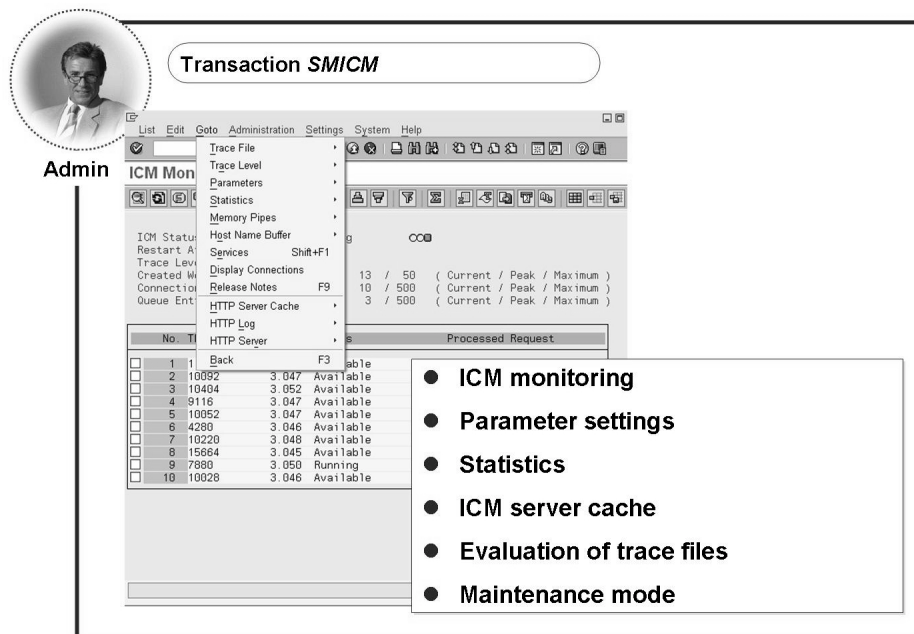 Transaction SMICM
Admin
List Edit Goto Administration Settings System Help
Trace File
Trace Level
Parameters
Statistics
Memory Pipes
Host Name Buffer
Services Shift+F1
Display Connections
Release Notes F9
HTTP Server Cache
HTTP Log
HTTP Server
Back F3
ICM Mon
ICM Statu g
Restart A
Trace Leve
Created W 13 / 50 ( Current / Peak / Maximum )
Connection 10 / 500 ( Current / Peak / Maximum )
Queue Ent 3 / 500 ( Current / Peak / Maximum )
No. T s Processed Request
1 1 able
2 10092 3.047 Available
3 10404 3.052 Available
4 9116 3.047 Available
5 10052 3.047 Available
6 4280 3.046 Available
7 10220 3.048 Available
8 15664 3.045 Available
9 7880 3.050 Running
10 10028 3.046 Available
ICM monitoring
Parameter settings
Statistics
ICM server cache
Evaluation of trace files
Maintenance mode